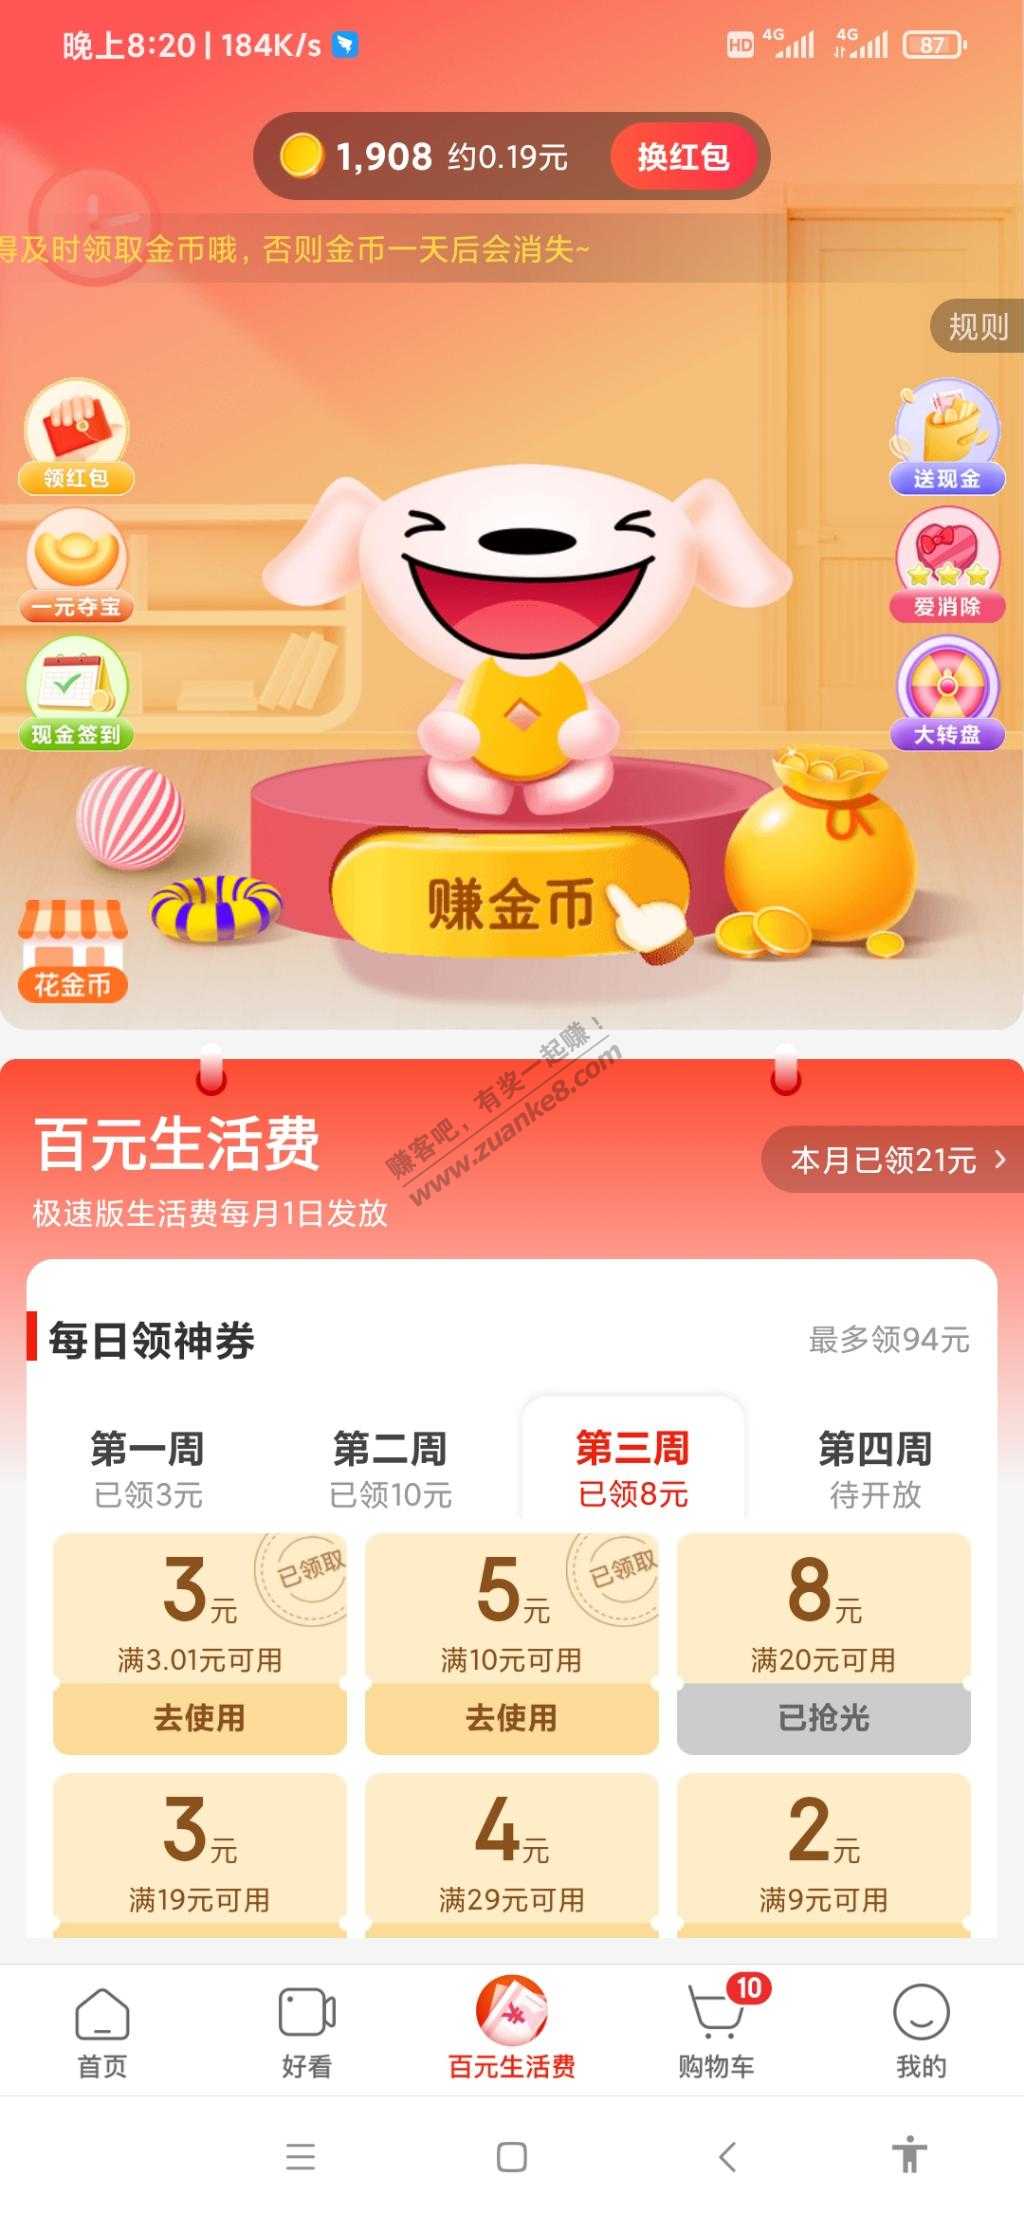 晚上8:20 | 184K/s
HD 4G 4G 87
1,908 约0.19元 换红包
得及时领取金币哦，否则金币一天后会消失~
规则
领红包
送现金
一元夺宝
爱消除
现金签到
大转盘
赚金币
花金币
赚客吧，有奖一起赚！
www.zuanke8.com
百元生活费
本月已领21元 >
极速版生活费每月1日发放
每日领神券
最多领94元
第一周 第二周 第三周 第四周
已领3元 已领10元 已领8元 待开放
3元 已领取
满3.01元可用
去使用
5元 已领取
满10元可用
去使用
8元
满20元可用
已抢光
3元
满19元可用
4元
满29元可用
2元
满9元可用
10
首页 好看 百元生活费 购物车 我的